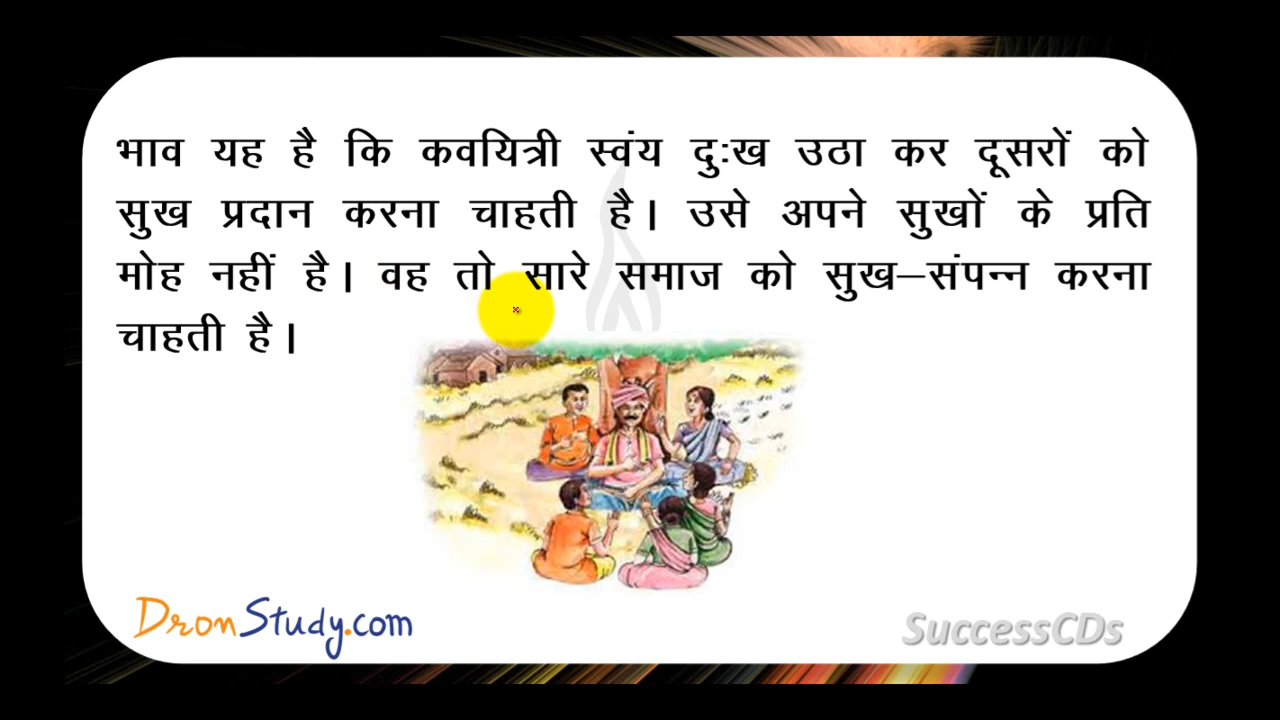 भाव यह है कि कवयित्री स्वंय दुःख उठा कर दूसरों को
सुख प्रदान करना चाहती है। उसे अपने सुखों के प्रति
मोह नहीं है। वह तो सारे समाज को सुख–संपन्न करना
चाहती है।
DronStudy.com
SuccessCDs